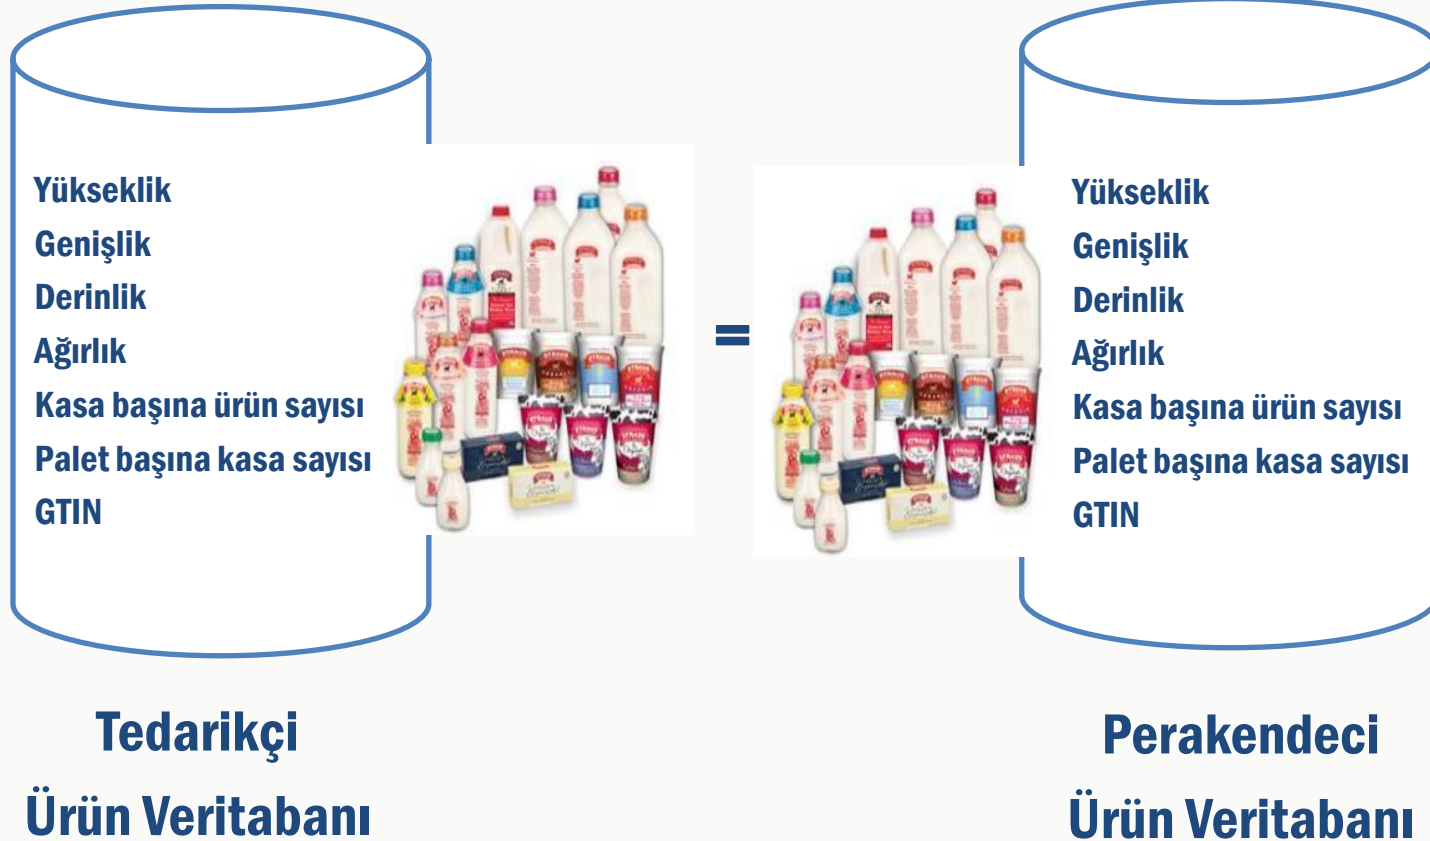 Yükseklik
Genişlik
Derinlik
Ağırlık
Kasa başına ürün sayısı
Palet başına kasa sayısı
GTIN
=
Yükseklik
Genişlik
Derinlik
Ağırlık
Kasa başına ürün sayısı
Palet başına kasa sayısı
GTIN
Tedarikçi
Ürün Veritabanı
Perakendeci
Ürün Veritabanı